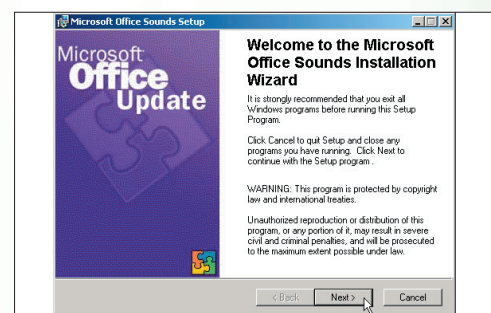 Microsoft Office Sounds Setup
Microsoft
Office
Update
Welcome to the Microsoft
Office Sounds Installation
Wizard
It is strongly recommended that you exit all
Windows programs before running this Setup
Program.
Click Cancel to quit Setup and close any
programs you have running. Click Next to
continue with the Setup program .
WARNING: This program is protected by copyright
law and international treaties.
Unauthorized reproduction or distribution of this
program, or any portion of it, may result in severe
civil and criminal penalties, and will be prosecuted
to the maximum extent possible under law.
< Back
Next >
Cancel